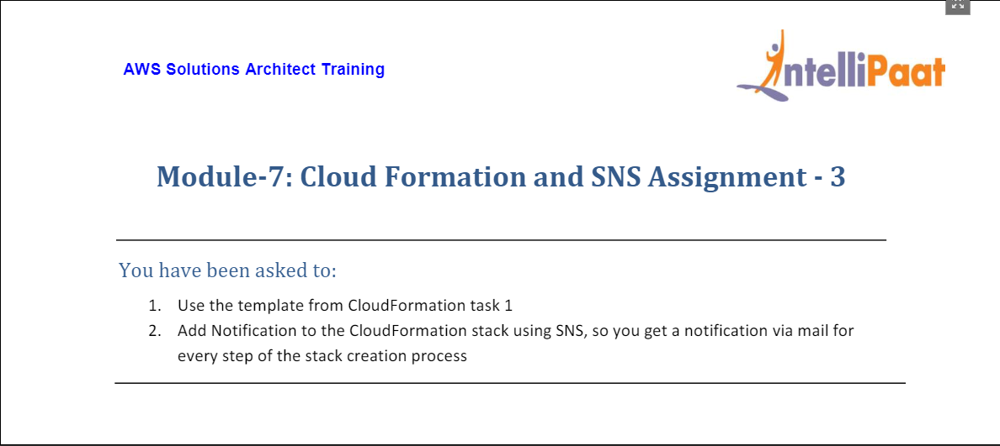 AWS Solutions Architect Training
IntelliPaat
Module-7: Cloud Formation and SNS Assignment - 3
You have been asked to:
1. Use the template from CloudFormation task 1
2. Add Notification to the CloudFormation stack using SNS, so you get a notification via mail for
every step of the stack creation process